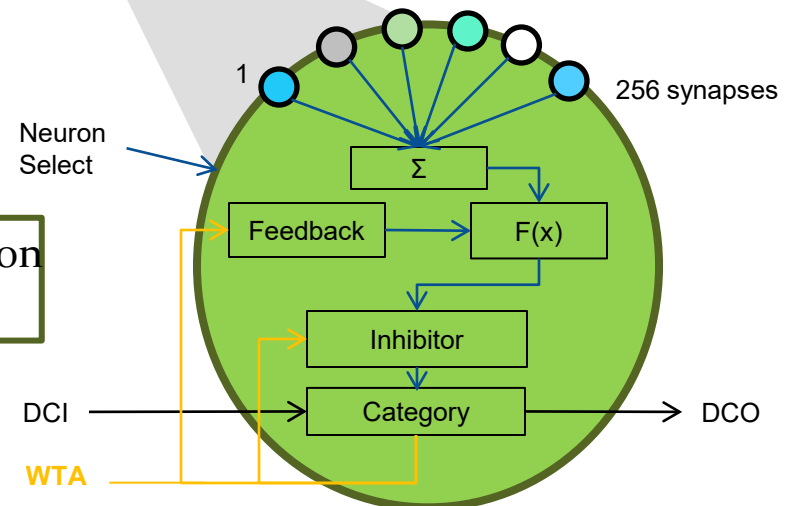 1
256 synapses
Neuron
Select
Σ
Feedback
F(x)
on
Inhibitor
DCI
Category
DCO
WTA